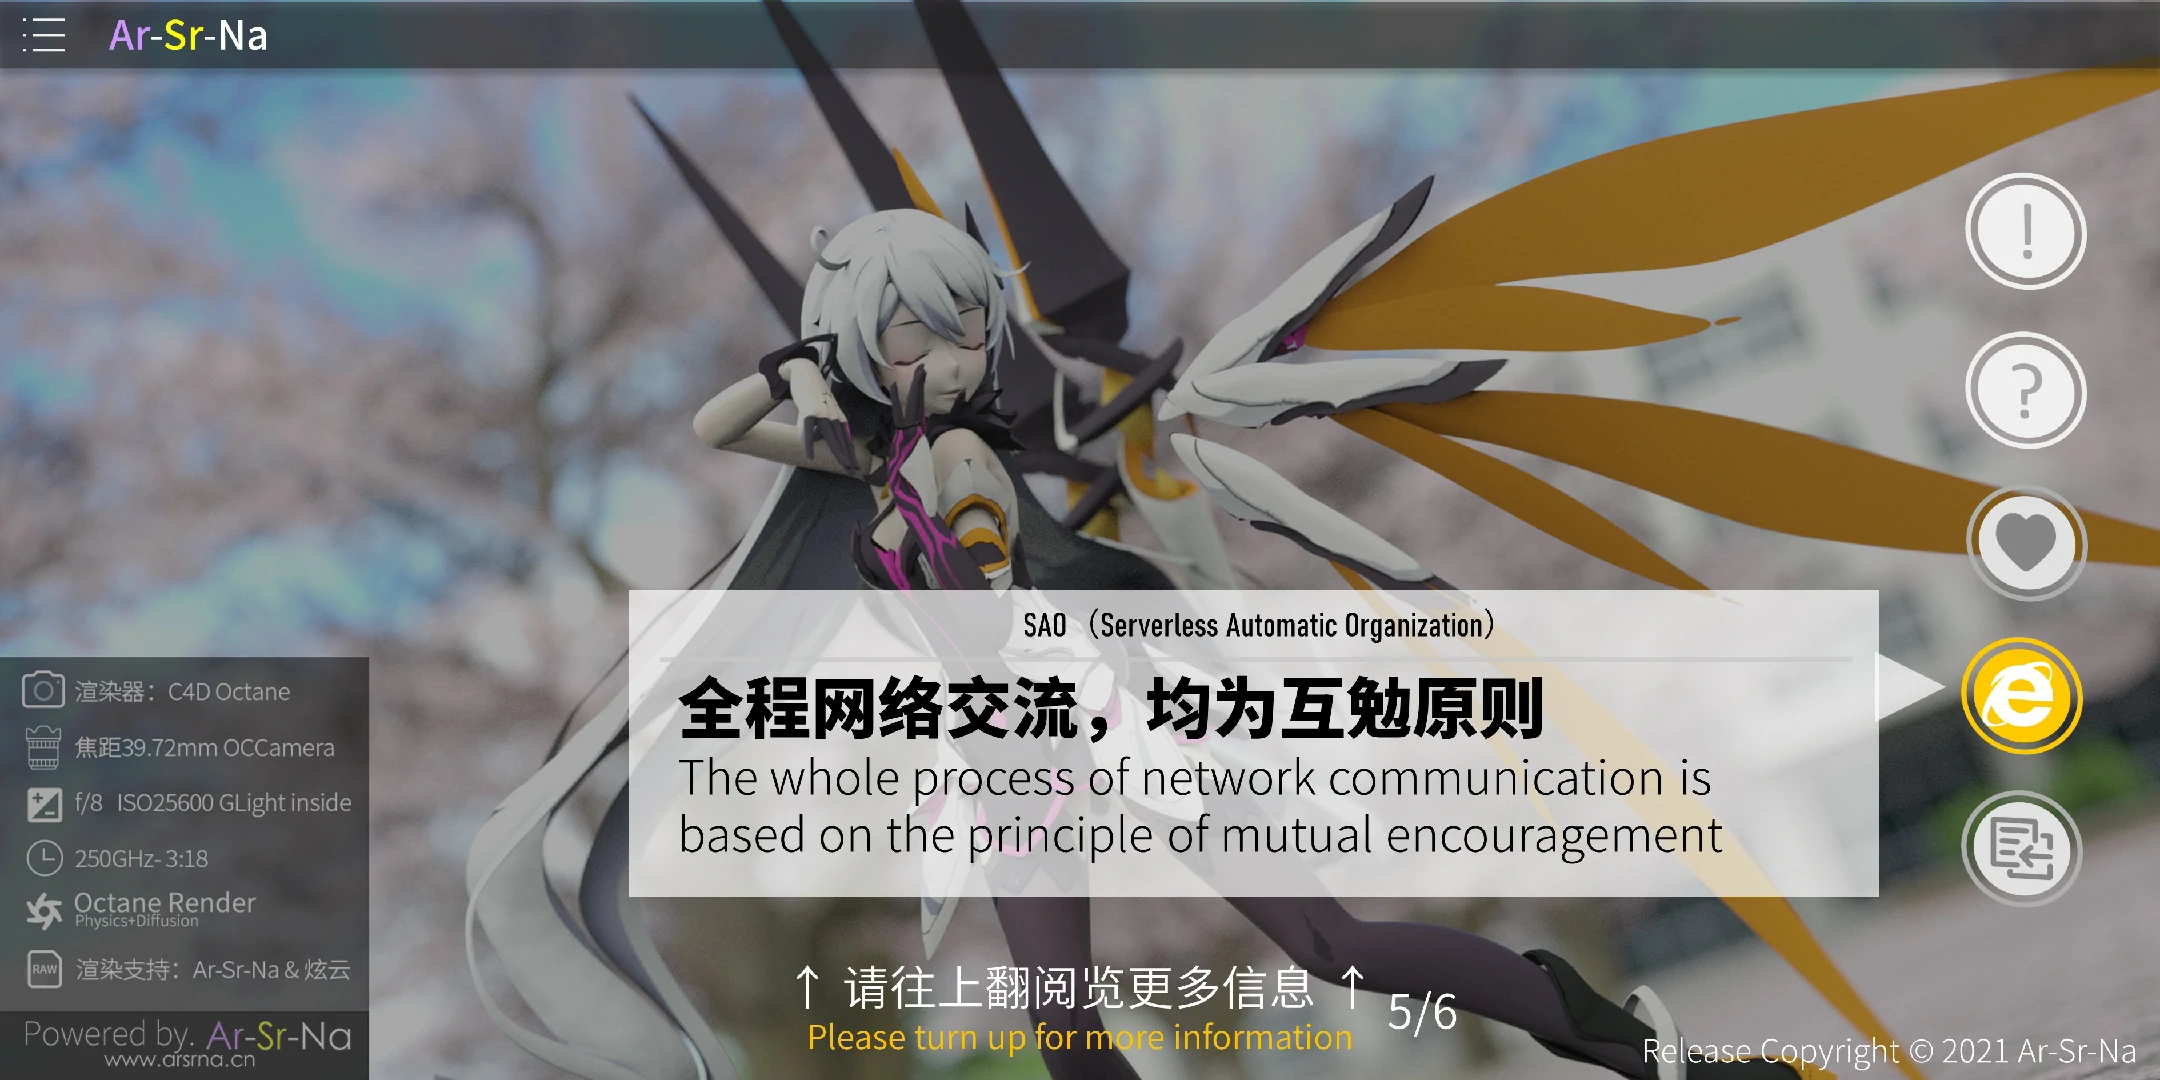 Ar-Sr-Na
!
?
SAO（Serverless Automatic Organization）
全程网络交流，均为互勉原则
The whole process of network communication is
based on the principle of mutual encouragement
渲染器：C4D Octane
焦距39.72mm OCCamera
f/8 ISO25600 GLight inside
250GHz- 3:18
Octane Render
Physics+Diffusion
RAW 渲染支持：Ar-Sr-Na & 炫云
Powered by. Ar-Sr-Na
www.arsrna.cn
↑ 请往上翻阅览更多信息 ↑
Please turn up for more information
5/6
Release Copyright © 2021 Ar-Sr-Na